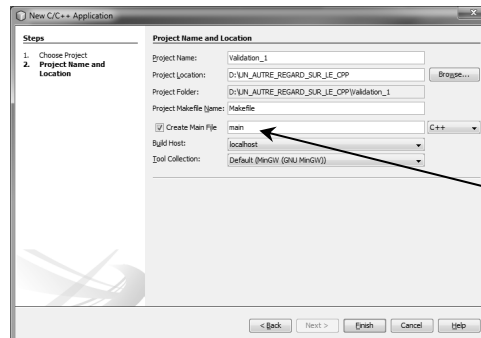 New C/C++ Application
Steps
1. Choose Project
2. Project Name and Location
Project Name and Location
Project Name: Validation_1
Project Location: D:\UN_AUTRE_REGARD_SUR_LE_CPP Browse...
Project Folder: D:\UN_AUTRE_REGARD_SUR_LE_CPP\Validation_1
Project Makefile Name: Makefile
Create Main File main C++
Build Host: localhost
Tool Collection: Default (MinGW (GNU MinGW))
< Back Next > Finish Cancel Help